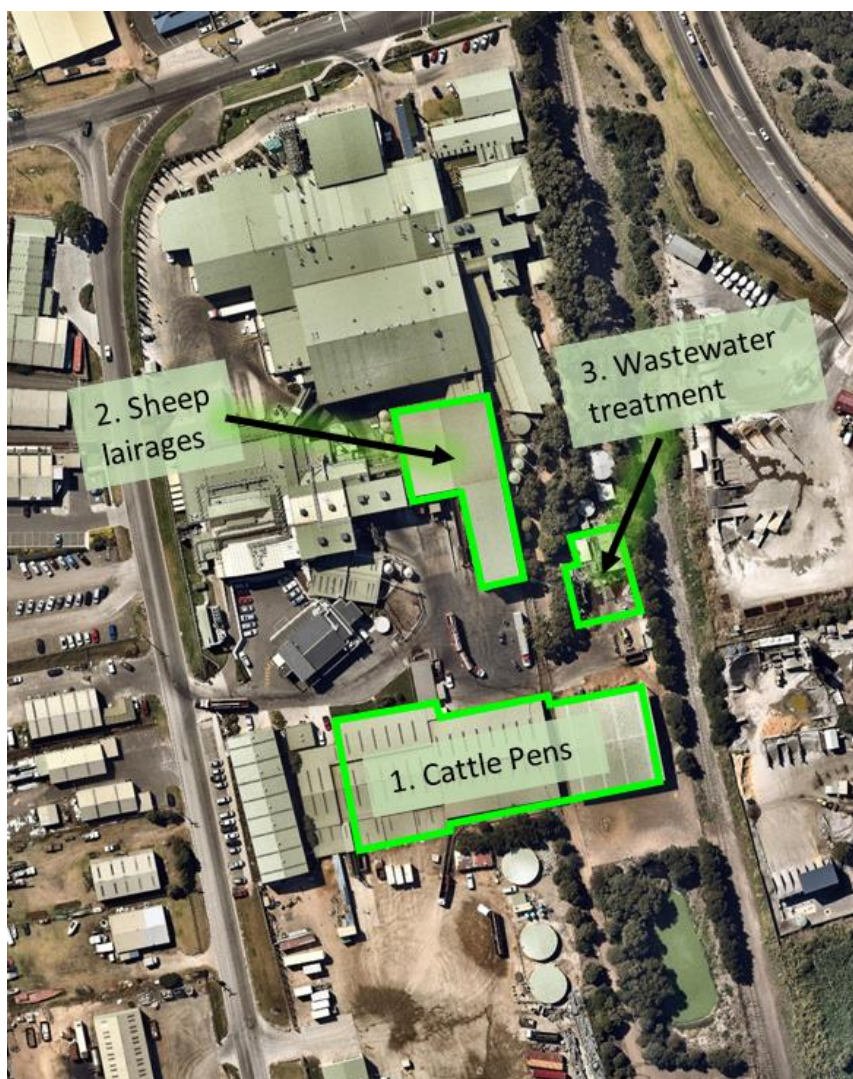 2. Sheep
lairages
3. Wastewater
treatment
1. Cattle Pens